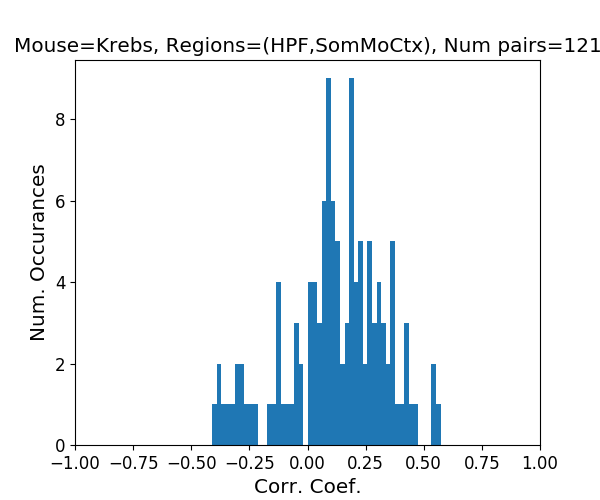 Mouse=Krebs, Regions=(HPF,SomMoCtx), Num pairs=121
8
6
4
2
0
Num. Occurances
−1.00 −0.75 −0.50 −0.25 0.00 0.25 0.50 0.75 1.00
Corr. Coef.